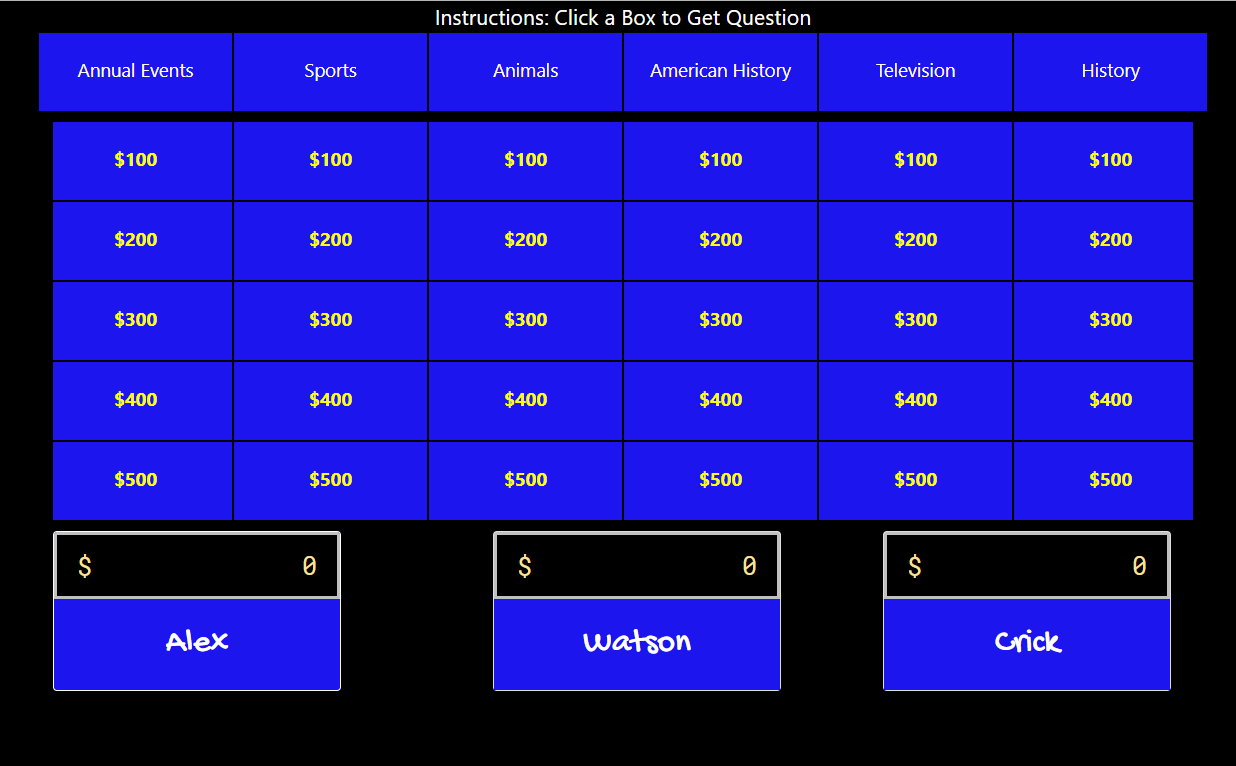 Instructions: Click a Box to Get Question
Annual Events Sports Animals American History Television History
$100 $100 $100 $100 $100 $100
$200 $200 $200 $200 $200 $200
$300 $300 $300 $300 $300 $300
$400 $400 $400 $400 $400 $400
$500 $500 $500 $500 $500 $500
$ 0 $ 0 $ 0
Alex Watson Crick